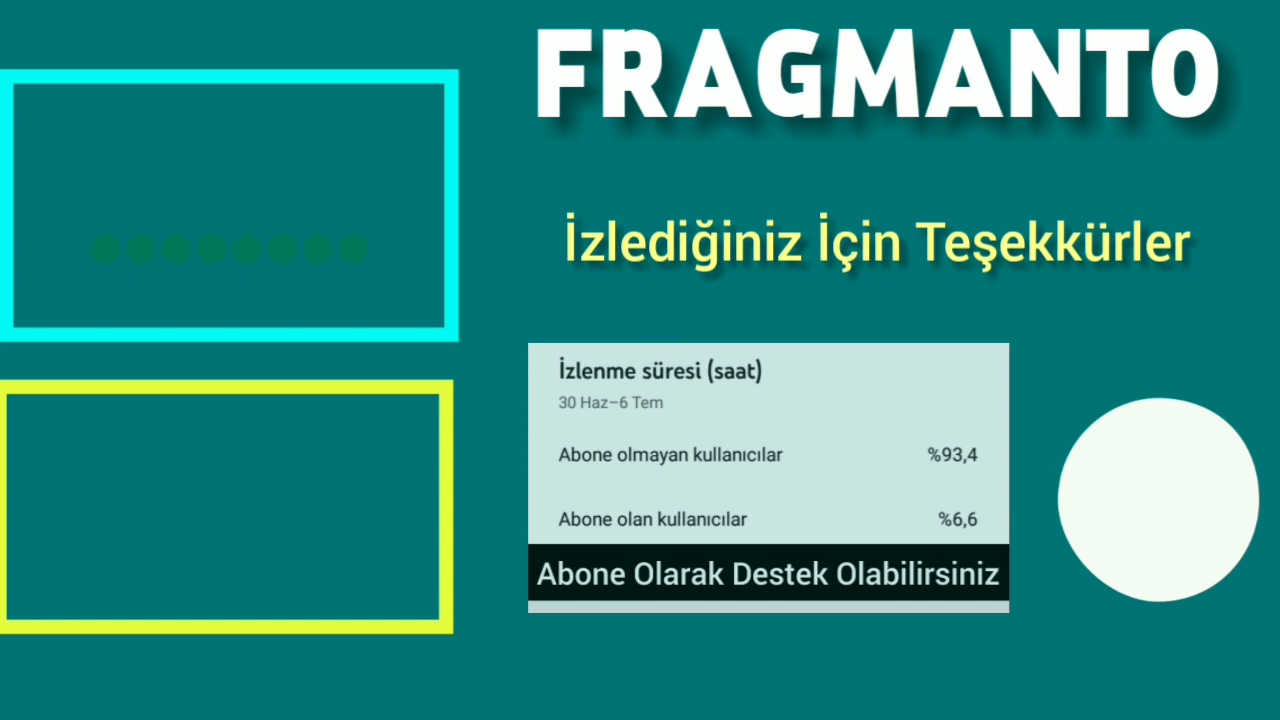 FRAGMANTO
İzlediğiniz İçin Teşekkürler
İzlenme süresi (saat)
30 Haz–6 Tem
Abone olmayan kullanıcılar %93,4
Abone olan kullanıcılar %6,6
Abone Olarak Destek Olabilirsiniz